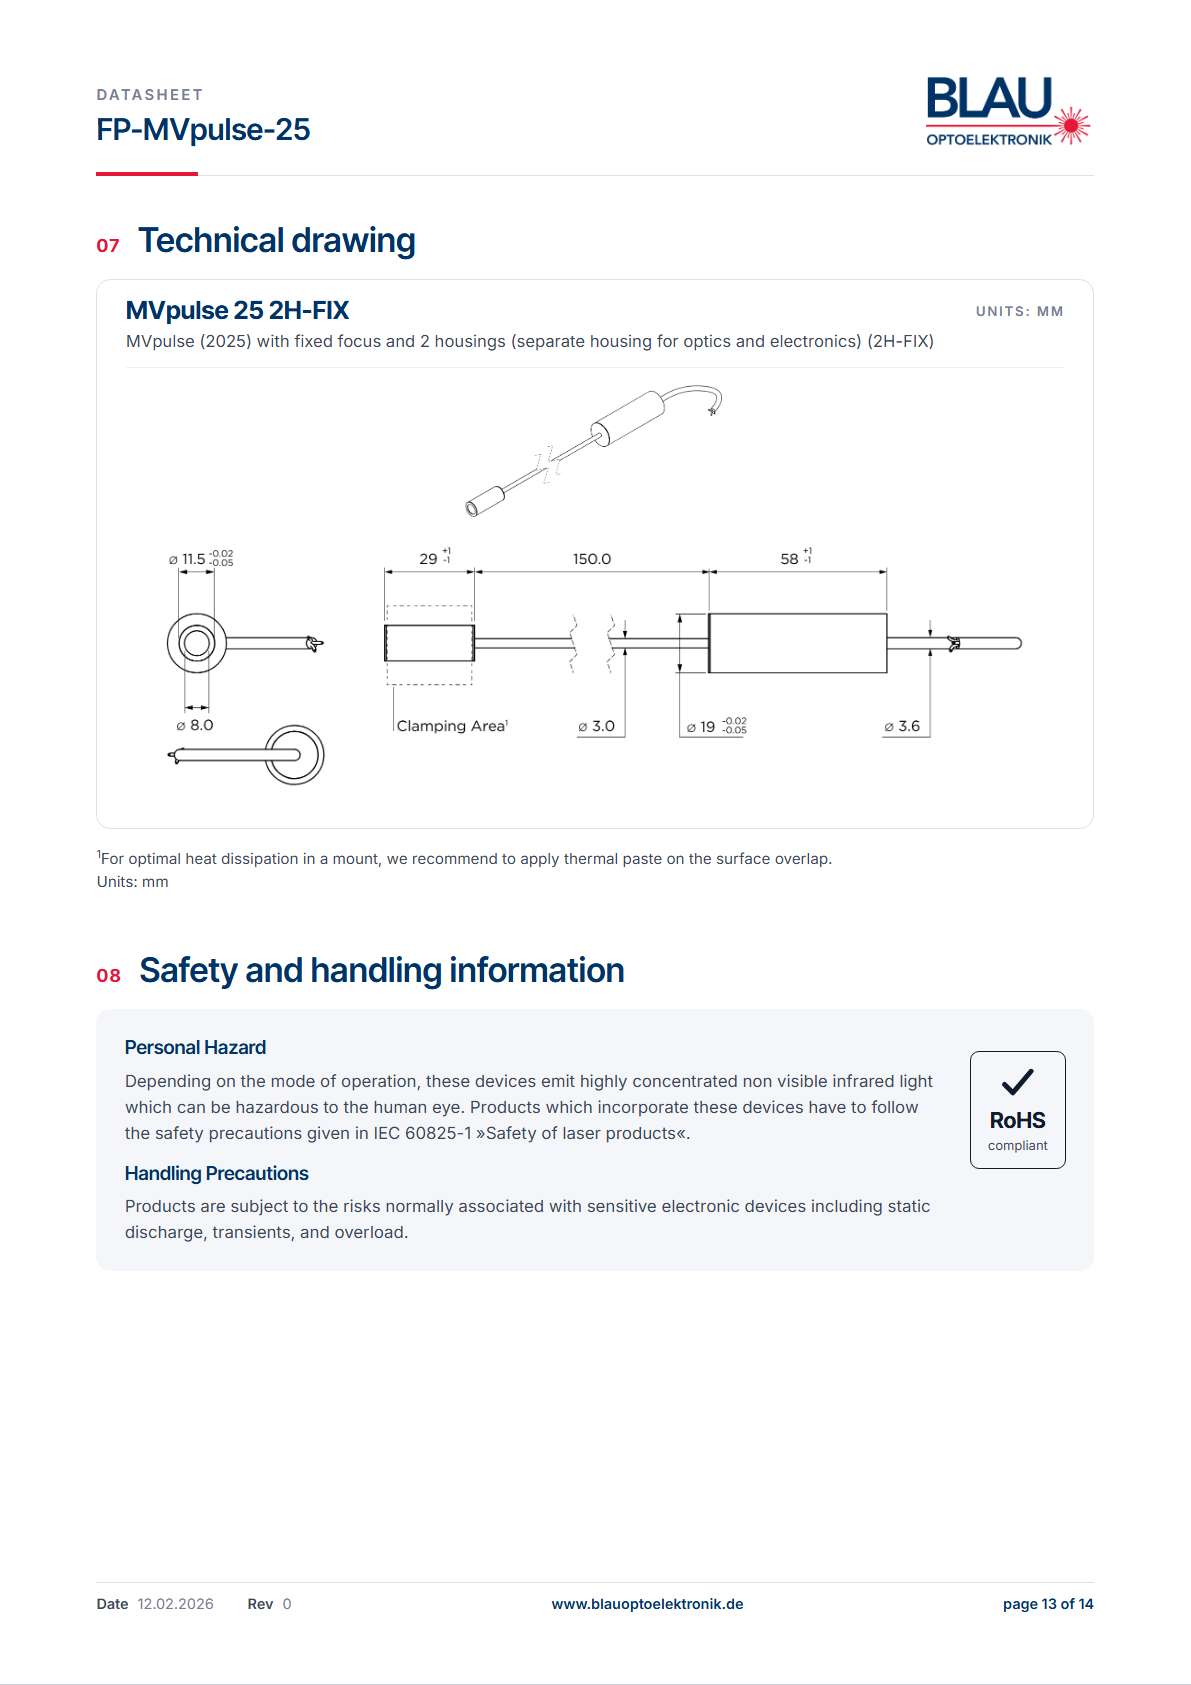 DATASHEET
FP-MVpulse-25
BLAU
OPTOELEKTRONIK
07 Technical drawing
MVpulse 25 2H-FIX
UNITS: MM
MVpulse (2025) with fixed focus and 2 housings (separate housing for optics and electronics) (2H-FIX)
⌀ 11.5 -0.02 -0.05
29 +1 -1
150.0
58 +1 -1
⌀ 8.0
Clamping Area¹
⌀ 3.0
⌀ 19 -0.02 -0.05
⌀ 3.6
¹For optimal heat dissipation in a mount, we recommend to apply thermal paste on the surface overlap.
Units: mm
08 Safety and handling information
Personal Hazard
Depending on the mode of operation, these devices emit highly concentrated non visible infrared light
which can be hazardous to the human eye. Products which incorporate these devices have to follow
the safety precautions given in IEC 60825-1 »Safety of laser products«.
RoHS
compliant
Handling Precautions
Products are subject to the risks normally associated with sensitive electronic devices including static
discharge, transients, and overload.
Date 12.02.2026 Rev 0
www.blauoptoelektronik.de
page 13 of 14